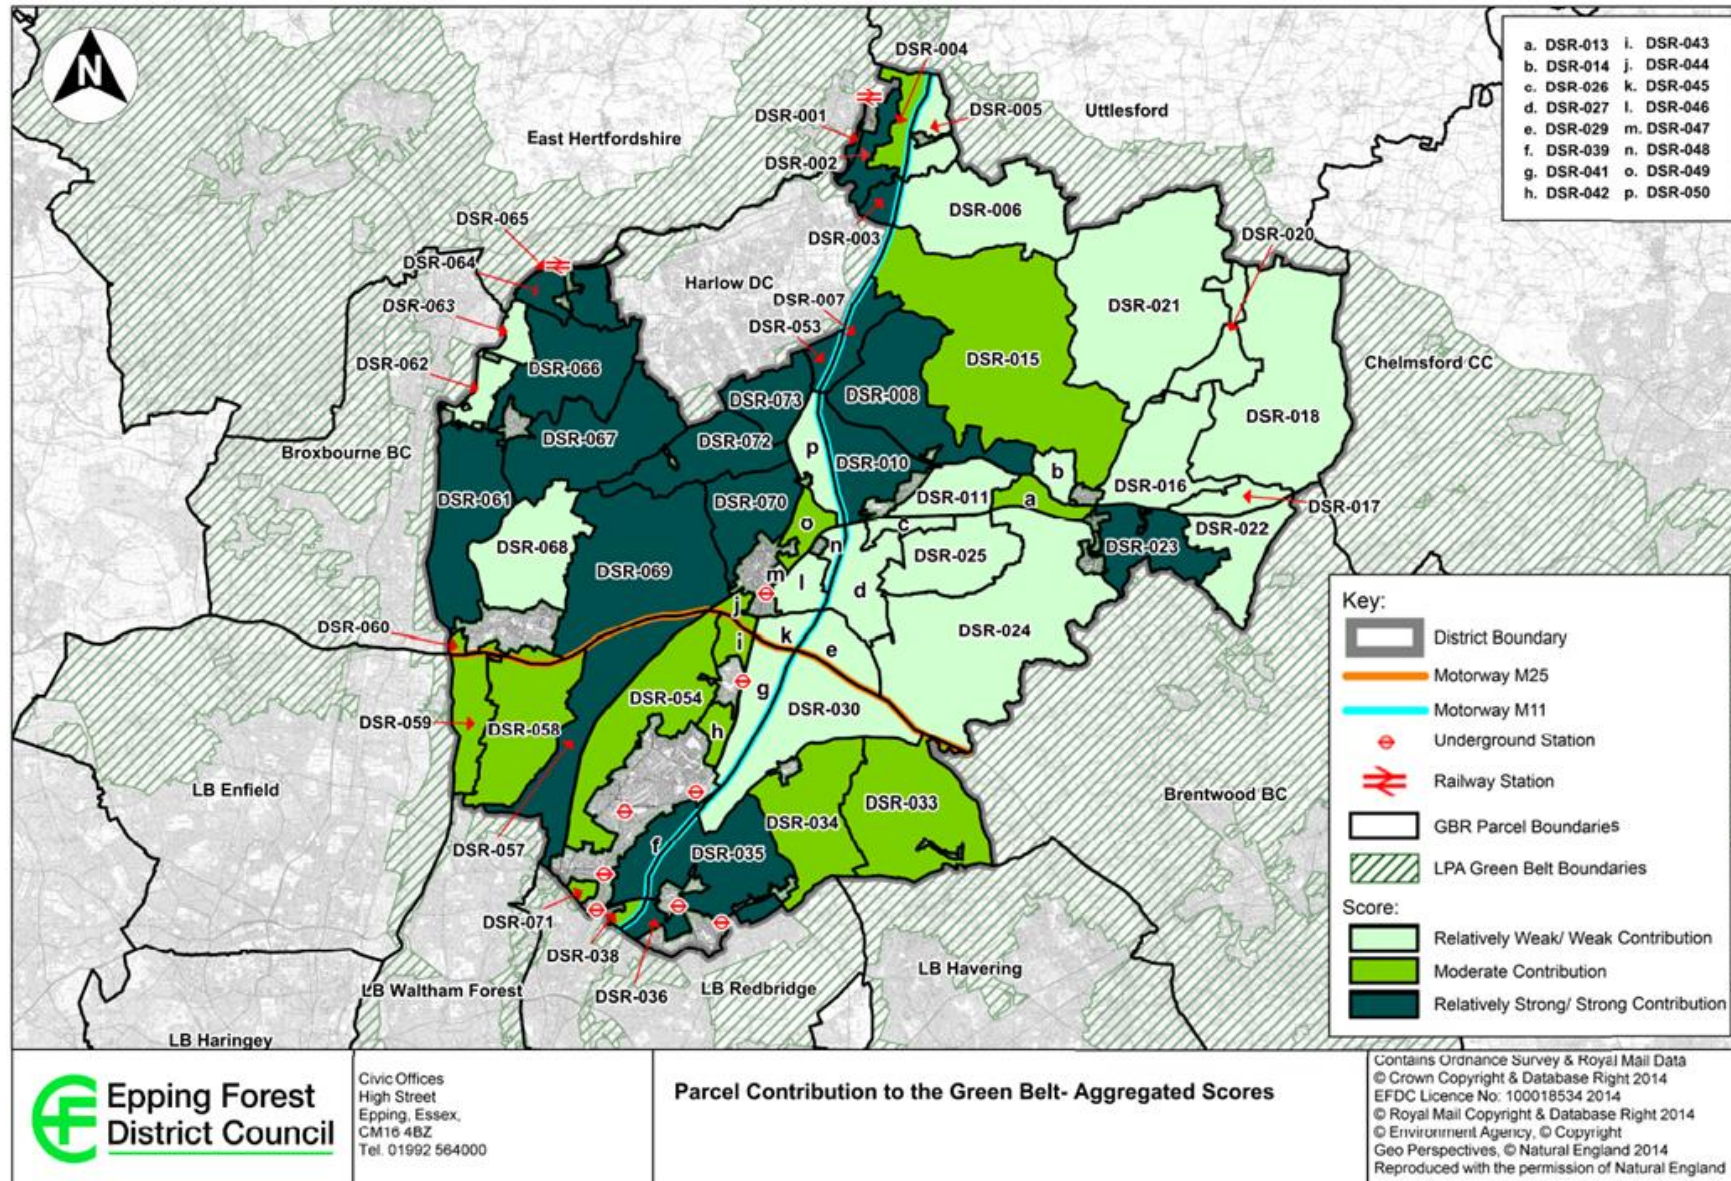 N
DSR-004
a. DSR-013 i. DSR-043
b. DSR-014 j. DSR-044
c. DSR-026 k. DSR-045
d. DSR-027 l. DSR-046
e. DSR-029 m. DSR-047
f. DSR-039 n. DSR-048
g. DSR-041 o. DSR-049
h. DSR-042 p. DSR-050
DSR-001
DSR-005
Uttlesford
East Hertfordshire
DSR-002
DSR-006
DSR-065
DSR-003
DSR-020
DSR-064
Harlow DC
DSR-007
DSR-063
DSR-053
DSR-021
DSR-015
DSR-062
DSR-066
Chelmsford CC
DSR-073
DSR-008
DSR-018
DSR-067
DSR-072
Broxbourne BC
p
DSR-010
b
DSR-061
DSR-011
DSR-016
a
DSR-070
DSR-017
o
c
DSR-022
DSR-068
n
DSR-025
DSR-023
DSR-069
m
l
d
j
DSR-060
k
DSR-024
i
e
DSR-054
g
DSR-030
DSR-059
DSR-058
h
LB Enfield
DSR-033
Brentwood BC
DSR-034
DSR-057
f
DSR-035
DSR-071
DSR-038
LB Havering
LB Waltham Forest
DSR-036
LB Redbridge
LB Haringey
Key:
District Boundary
Motorway M25
Motorway M11
Underground Station
Railway Station
GBR Parcel Boundaries
LPA Green Belt Boundaries
Score:
Relatively Weak/ Weak Contribution
Moderate Contribution
Relatively Strong/ Strong Contribution
Epping Forest
District Council
Civic Offices
High Street
Epping, Essex,
CM16 4BZ
Tel. 01992 564000
Parcel Contribution to the Green Belt- Aggregated Scores
Contains Ordnance Survey & Royal Mail Data
© Crown Copyright & Database Right 2014
EFDC Licence No: 100018534 2014
© Royal Mail Copyright & Database Right 2014
© Environment Agency, © Copyright
Geo Perspectives, © Natural England 2014
Reproduced with the permission of Natural England